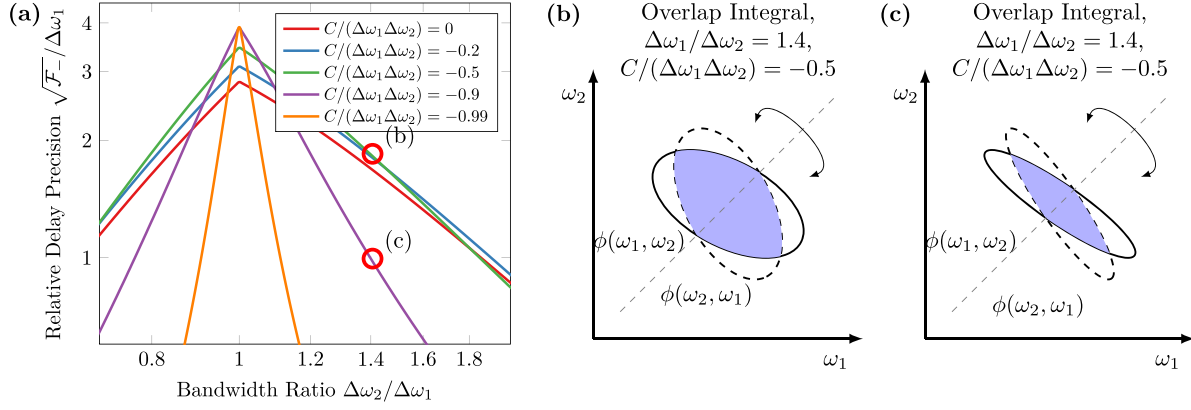 (a)
Relative Delay Precision √ℱ₋/Δω₁
4
3
2
1
C/(Δω₁Δω₂) = 0
C/(Δω₁Δω₂) = −0.2
C/(Δω₁Δω₂) = −0.5
C/(Δω₁Δω₂) = −0.9
C/(Δω₁Δω₂) = −0.99
(b)
(c)
0.8 1 1.2 1.4 1.6 1.8
Bandwidth Ratio Δω₂/Δω₁
(b)
Overlap Integral,
Δω₁/Δω₂ = 1.4,
C/(Δω₁Δω₂) = −0.5
ω₂
ϕ(ω₁, ω₂)
ϕ(ω₂, ω₁)
ω₁
(c)
Overlap Integral,
Δω₁/Δω₂ = 1.4,
C/(Δω₁Δω₂) = −0.5
ω₂
ϕ(ω₁, ω₂)
ϕ(ω₂, ω₁)
ω₁